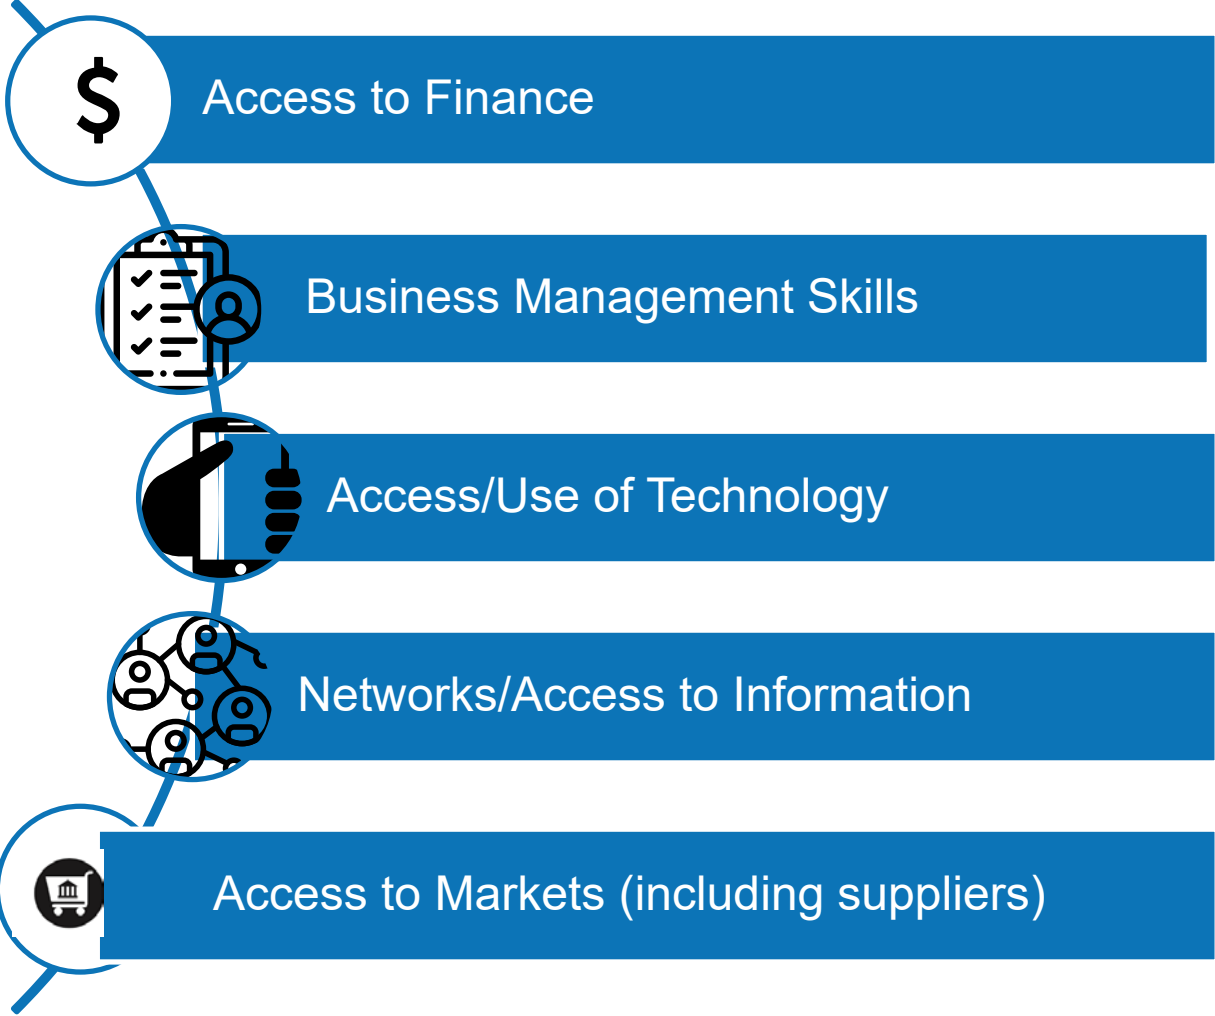 $
Access to Finance
Business Management Skills
Access/Use of Technology
Networks/Access to Information
Access to Markets (including suppliers)